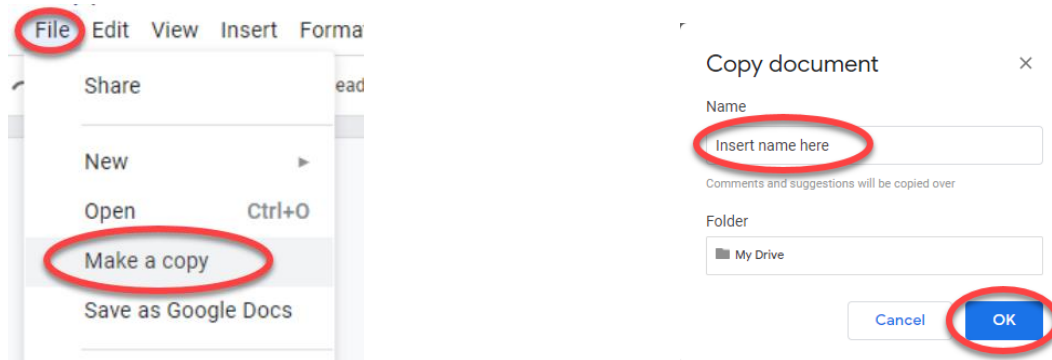 File Edit View Insert Forma
Share
ead
New
Open Ctrl+O
Make a copy
Save as Google Docs
Copy document
Name
Insert name here
Comments and suggestions will be copied over
Folder
My Drive
Cancel OK